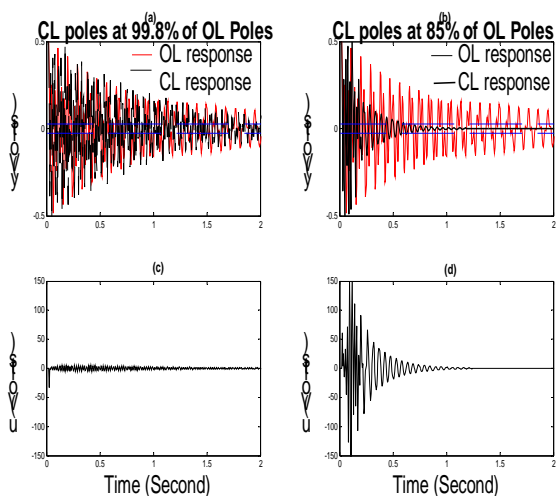 (a)
CL poles at 99.8% of OL Poles
OL response
CL response
0.5
0
-0.5
y(Volts)
0 0.5 1 1.5 2
(b)
CL poles at 85% of OL Poles
OL response
CL response
0.5
0
-0.5
y(Volts)
0 0.5 1 1.5 2
(c)
150
100
50
0
-50
-100
-150
u(Volts)
0 0.5 1 1.5 2
Time (Second)
(d)
150
100
50
0
-50
-100
-150
u(Volts)
0 0.5 1 1.5 2
Time (Second)